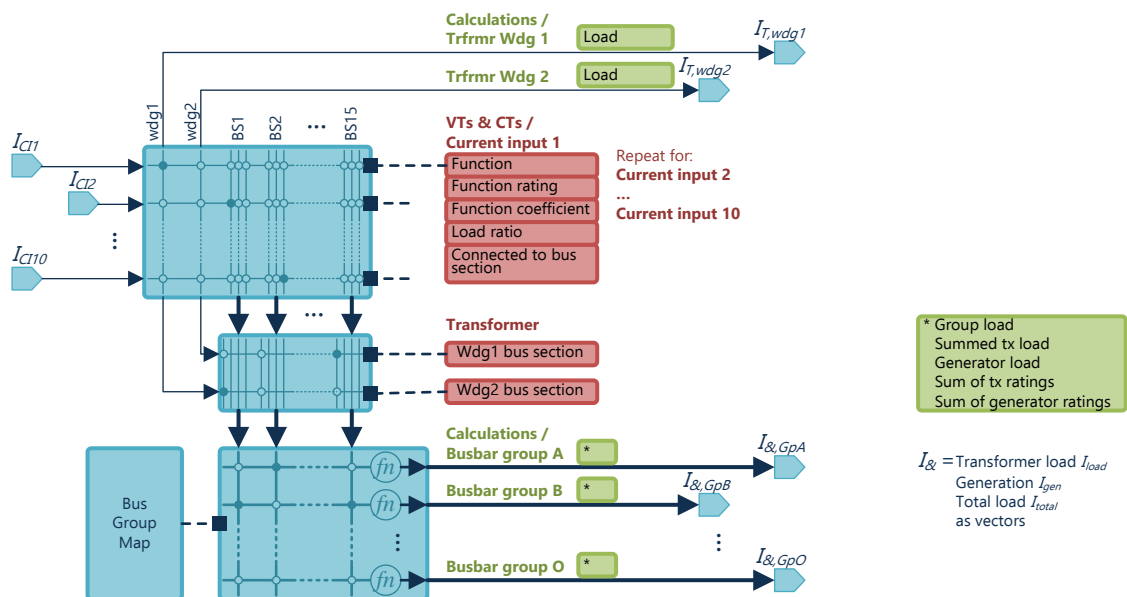 Calculations /
Trfrmr Wdg 1
Load
I_T,wdg1
Trfrmr Wdg 2
Load
I_T,wdg2
wdg1
wdg2
BS1
BS2
...
BS15
VTs & CTs /
Current input 1
I_CI1
Function
Repeat for:
Function rating
Current input 2
I_CI2
Function coefficient
...
Current input 10
...
Load ratio
I_CI10
Connected to bus
section
...
Transformer
Wdg1 bus section
Wdg2 bus section
* Group load
Summed tx load
Generator load
Sum of tx ratings
Sum of generator ratings
Calculations /
Busbar group A
*
I_&,GpA
fn
Busbar group B
*
I_&,GpB
fn
Bus
Group
Map
...
...
Busbar group O
*
I_&,GpO
fn
I_& = Transformer load I_load
Generation I_gen
Total load I_total
as vectors